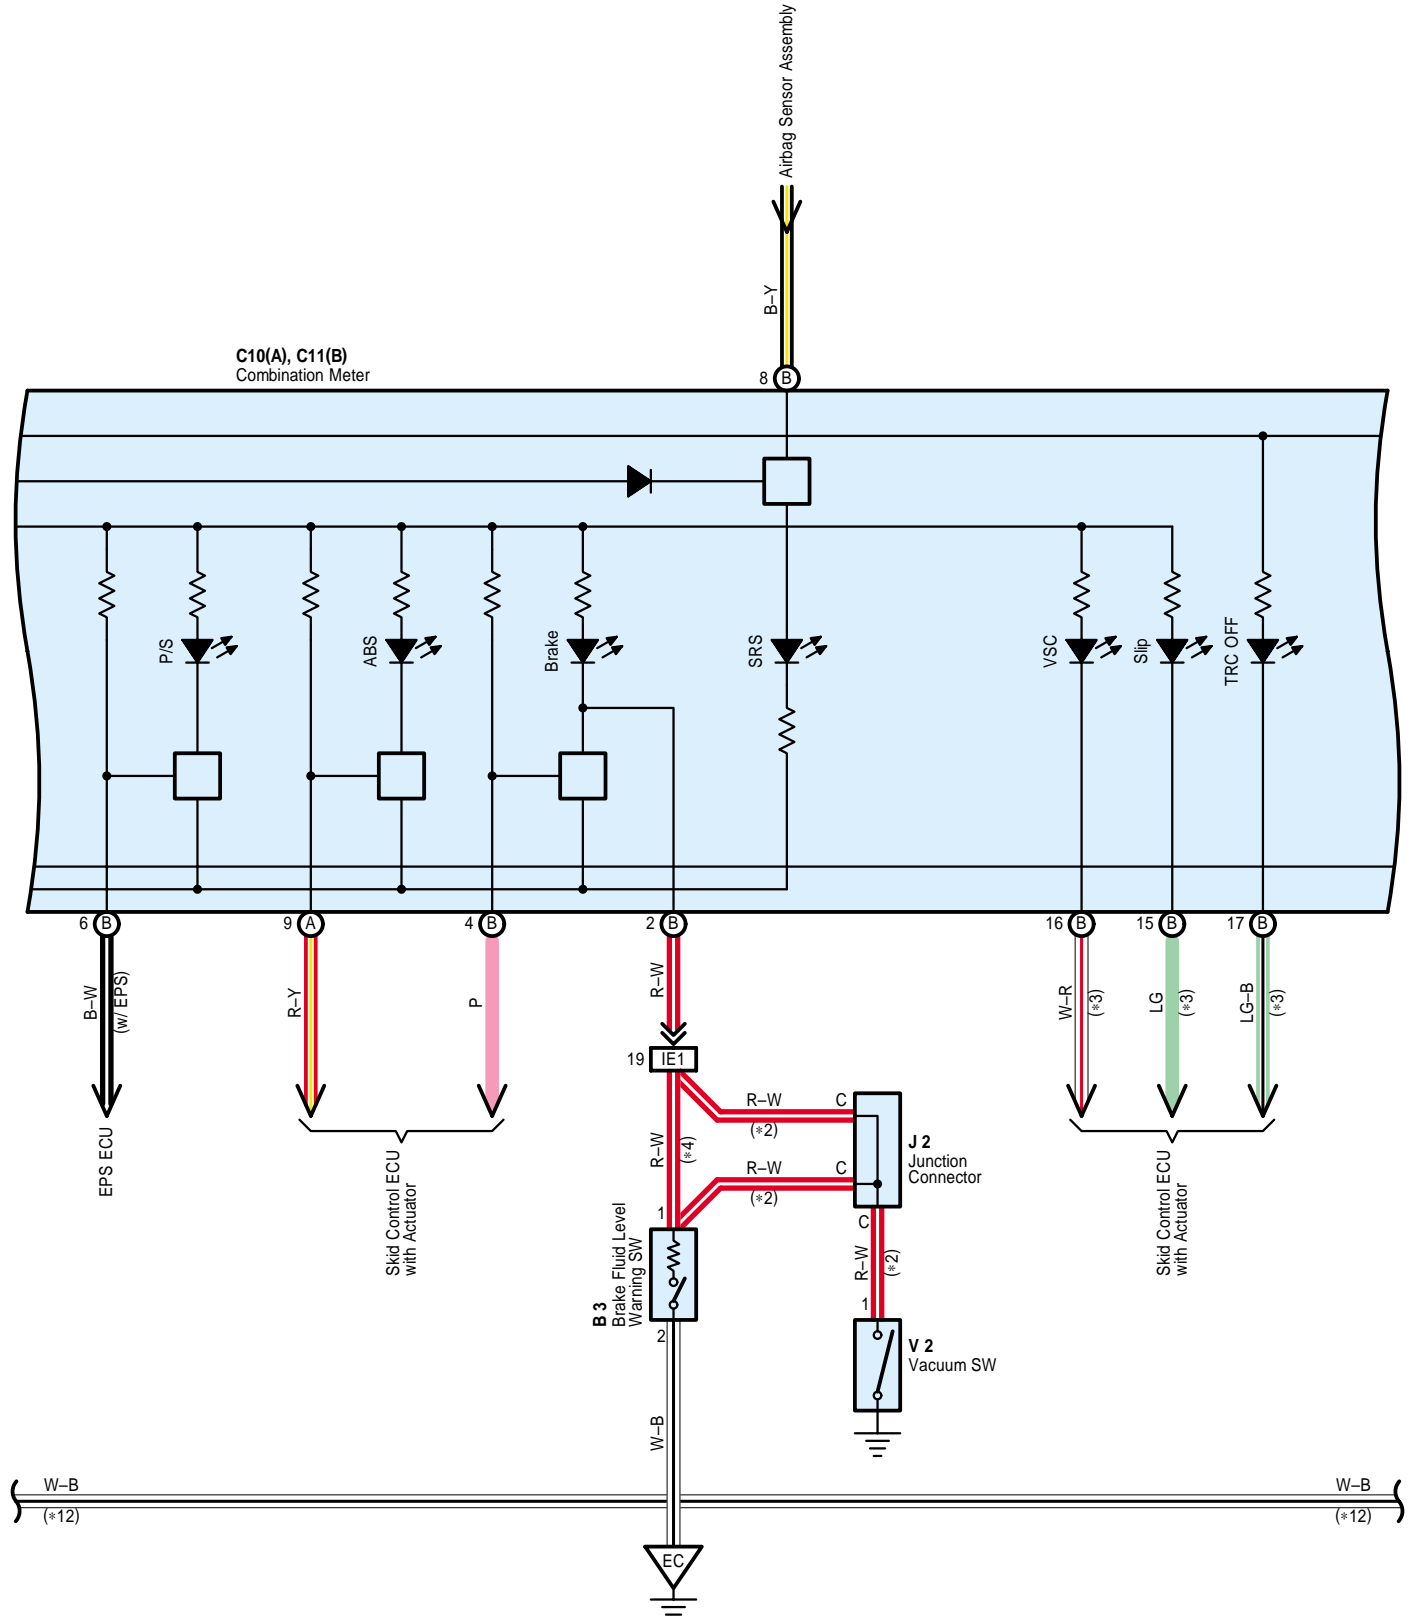 Airbag Sensor Assembly
B–Y
C10(A), C11(B)
Combination Meter
8 B
P/S
ABS
Brake
SRS
VSC
Slip
TRC OFF
6 B
9 A
4 B
2 B
16 B
15 B
17 B
B–W
(w/ EPS)
R–Y
P
R–W
W–R
(*3)
LG
(*3)
LG–B
(*3)
19 IE1
EPS ECU
Skid Control ECU
with Actuator
R–W
(*4)
R–W
(*2)
C
R–W
(*2)
C
J 2
Junction
Connector
Skid Control ECU
with Actuator
1
C
R–W
(*2)
B 3
Brake Fluid Level
Warning SW
1
2
V 2
Vacuum SW
W–B
W–B
(*12)
W–B
(*12)
EC